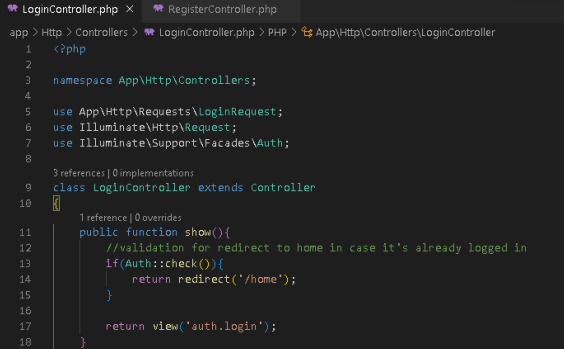 LoginController.php × RegisterController.php
app > Http > Controllers > LoginController.php > PHP > App\Http\Controllers\LoginController
1 <?php
2
3 namespace App\Http\Controllers;
4
5 use App\Http\Requests\LoginRequest;
6 use Illuminate\Http\Request;
7 use Illuminate\Support\Facades\Auth;
8
3 references | 0 implementations
9 class LoginController extends Controller
10 {
1 reference | 0 overrides
11 public function show(){
12 //validation for redirect to home in case it's already logged in
13 if(Auth::check()){
14 return redirect('/home');
15 }
16
17 return view('auth.login');
18 }